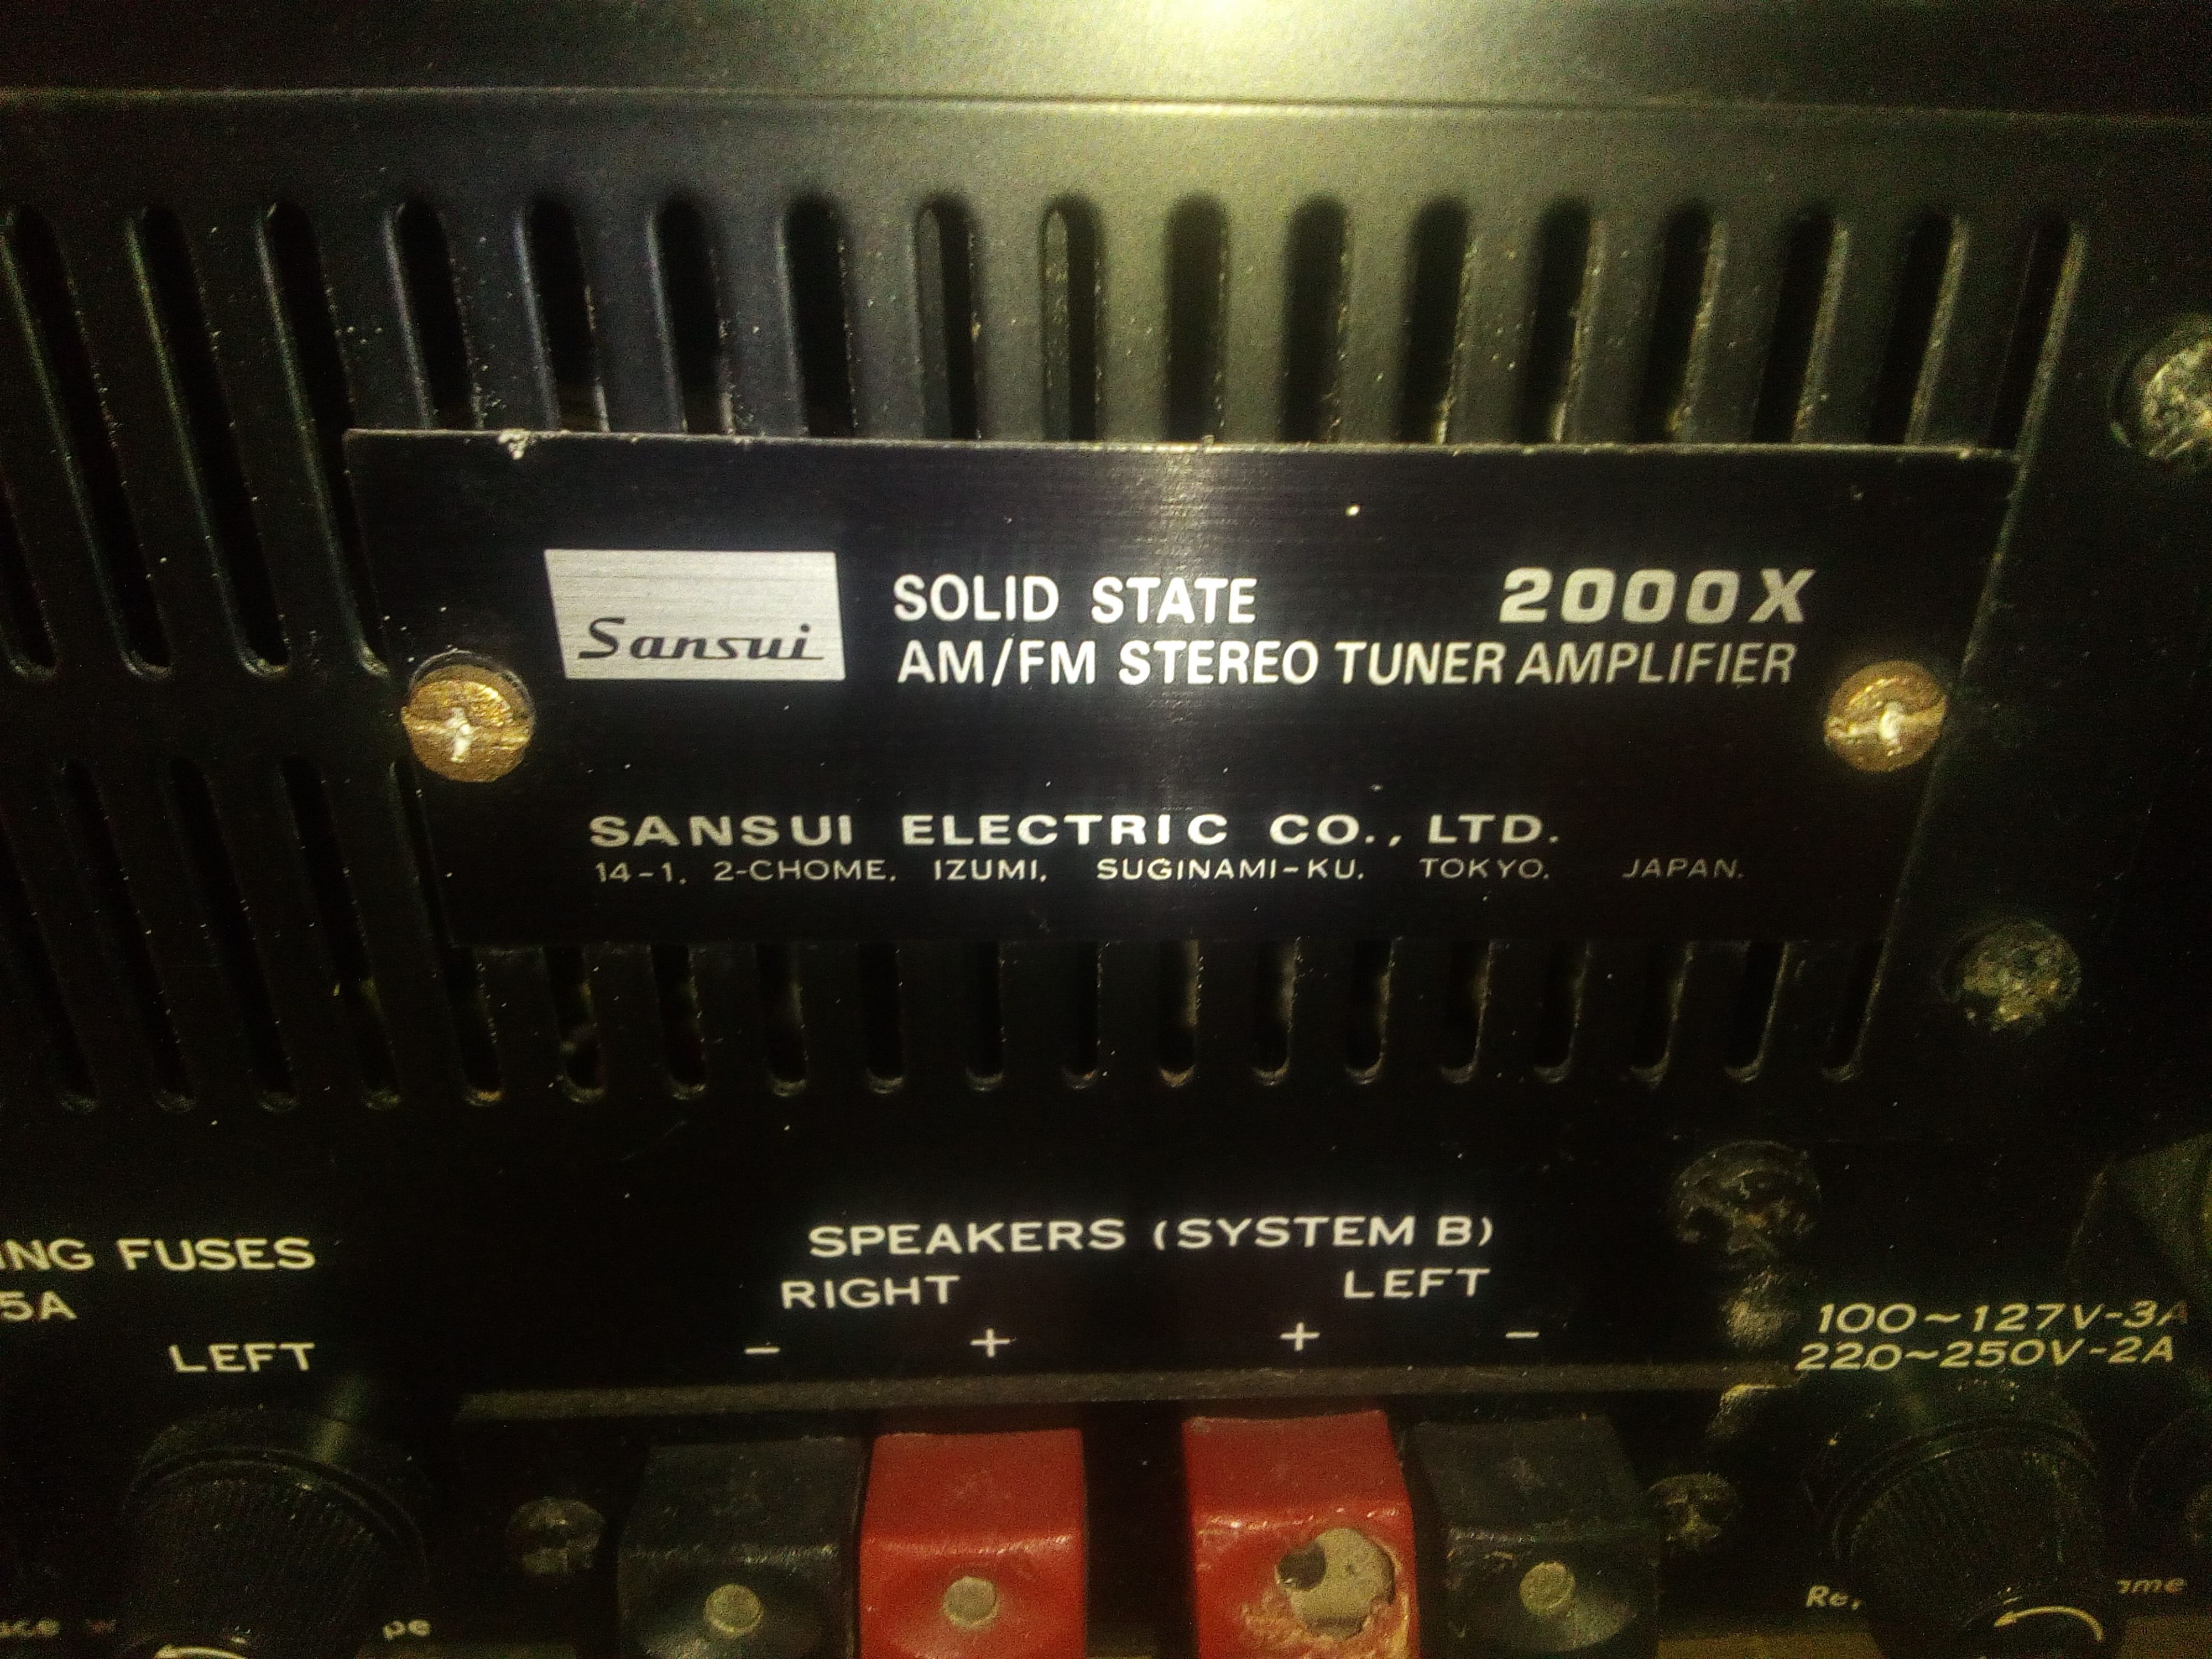 Sansui
SOLID STATE 2000X
AM/FM STEREO TUNER AMPLIFIER
SANSUI ELECTRIC CO., LTD.
14-1, 2-CHOME, IZUMI, SUGINAMI-KU, TOKYO, JAPAN.
SPEAKERS (SYSTEM B)
RIGHT LEFT
- + + -
FUSES
5A
LEFT
100~127V-3A
220~250V-2A